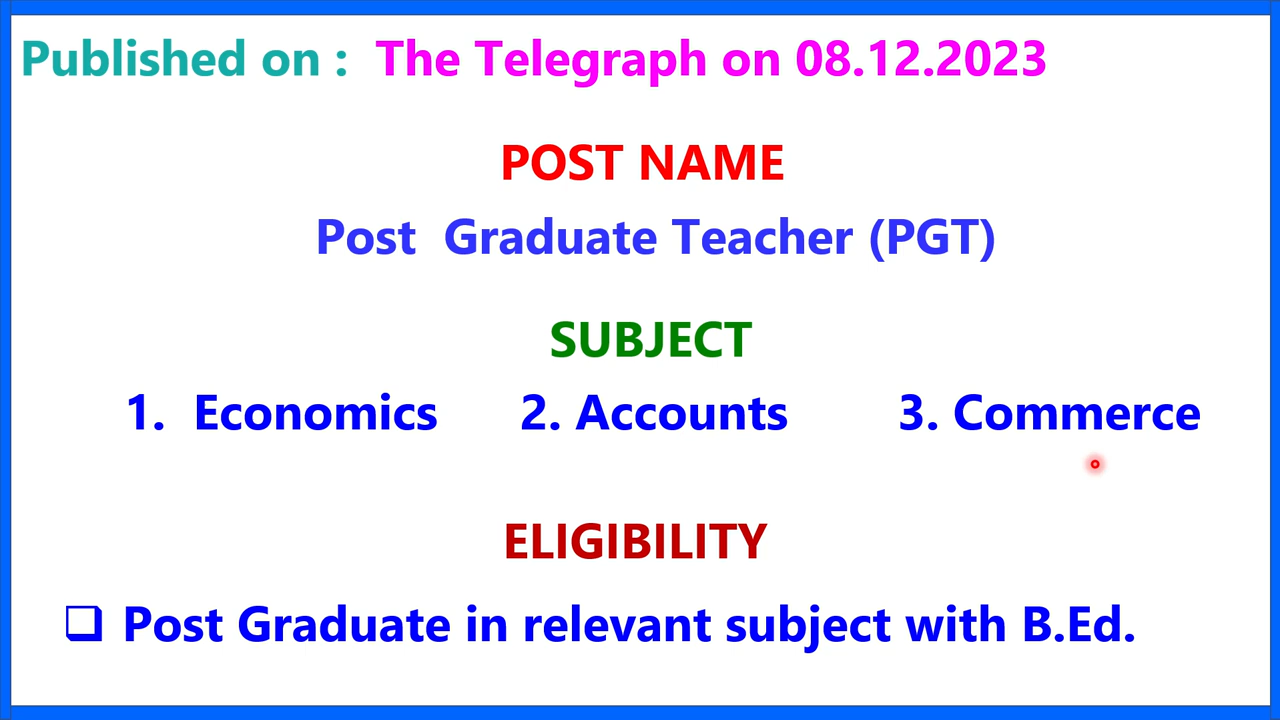 Published on : The Telegraph on 08.12.2023
POST NAME
Post Graduate Teacher (PGT)
SUBJECT
1. Economics 2. Accounts 3. Commerce
ELIGIBILITY
❑ Post Graduate in relevant subject with B.Ed.